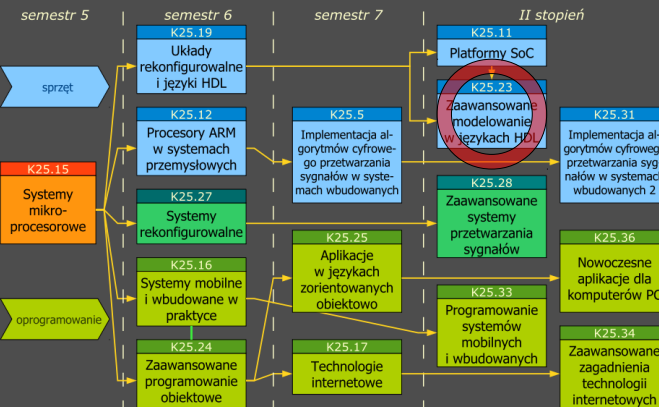 semestr 5
semestr 6
semestr 7
II stopień
sprzęt
oprogramowanie
K25.15
Systemy
mikro-
procesorowe
K25.19
Układy
rekonfigurowalne
i języki HDL
K25.12
Procesory ARM
w systemach
przemysłowych
K25.27
Systemy
rekonfigurowalne
K25.16
Systemy mobilne
i wbudowane w
praktyce
K25.24
Zaawansowane
programowanie
obiektowe
K25.5
Implementacja al-
gorytmów cyfrowe-
go przetwarzania
sygnałów w syste-
mach wbudowanych
K25.25
Aplikacje
w językach
zorientowanych
obiektowo
K25.17
Technologie
internetowe
K25.11
Platformy SoC
K25.23
Zaawansowane
modelowanie
w językach HDL
K25.28
Zaawansowane
systemy
przetwarzania
sygnałów
K25.33
Programowanie
systemów
mobilnych
i wbudowanych
K25.31
Implementacja al-
gorytmów cyfroweg
przetwarzania syg
nałów w systemac
wbudowanych 2
K25.36
Nowoczesne
aplikacje dla
komputerów PC
K25.34
Zaawansowane
zagadnienia
technologii
internetowych